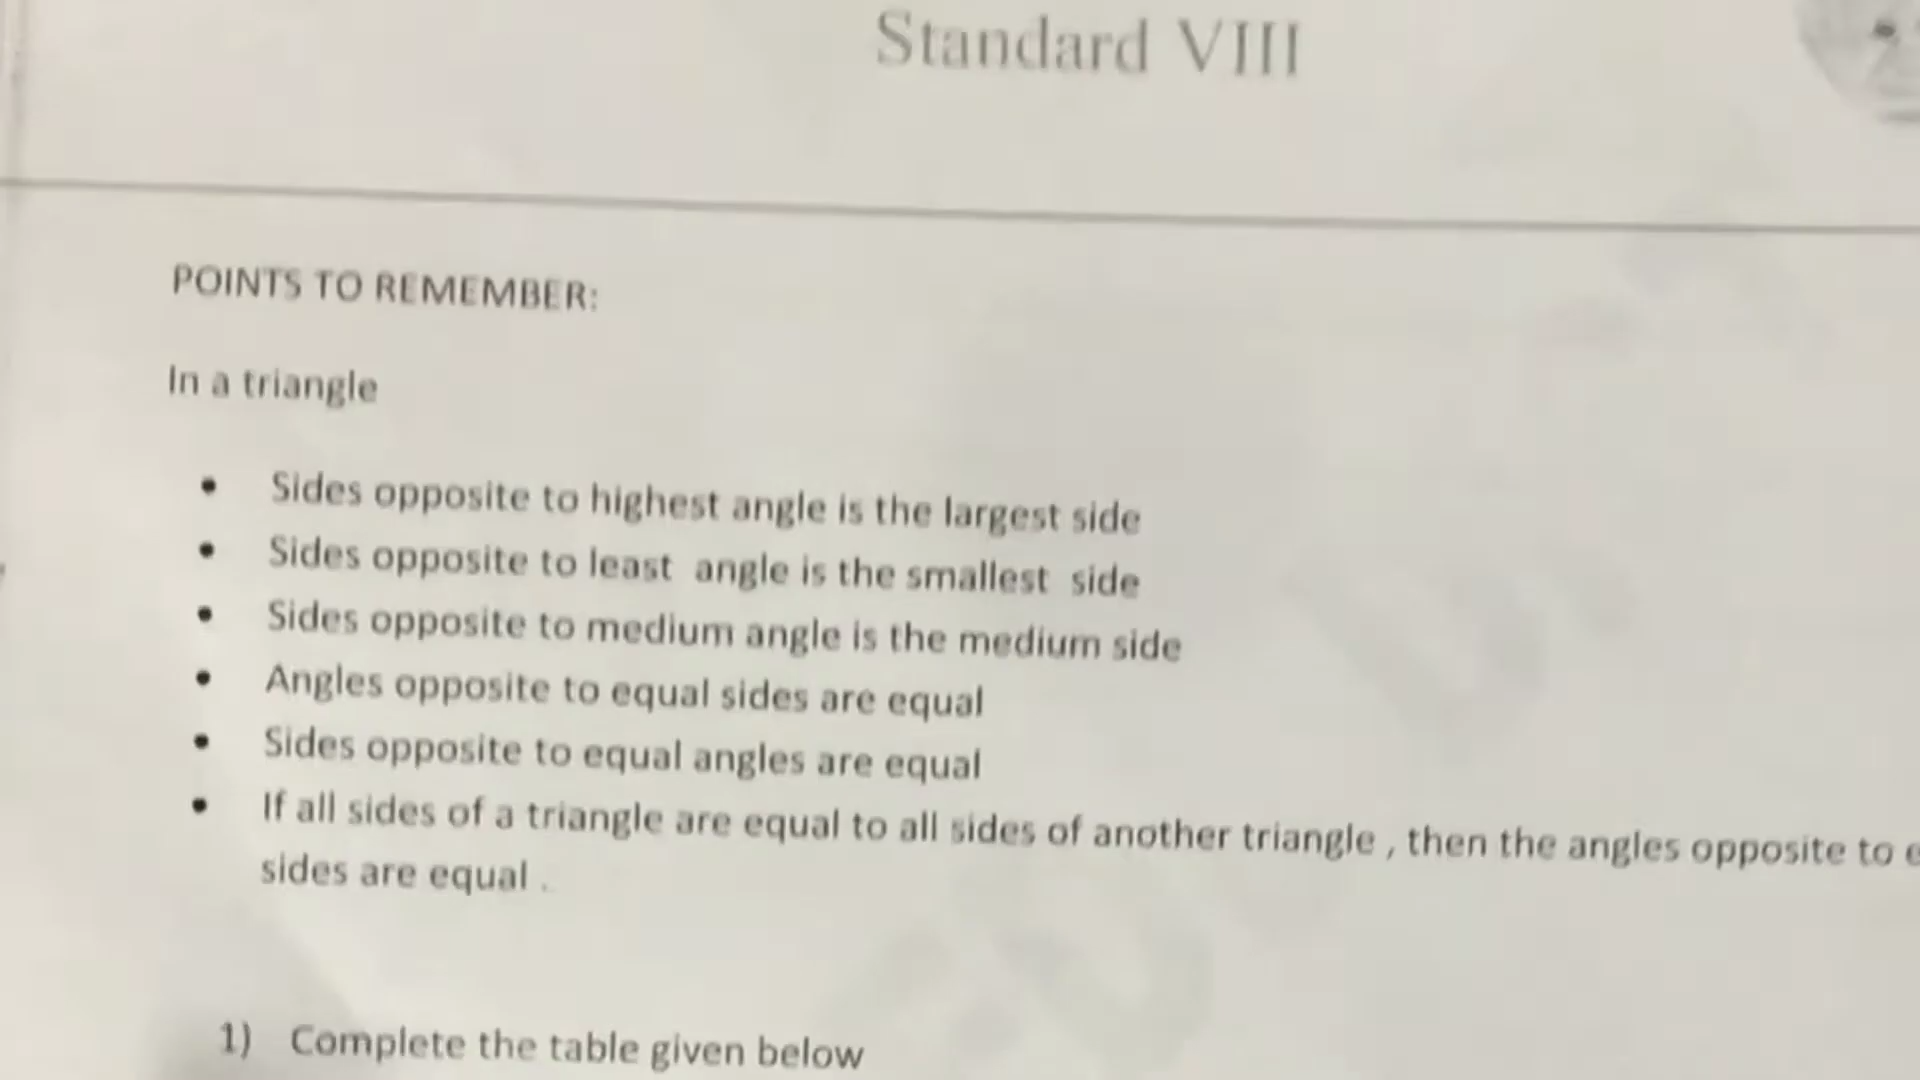 Standard VIII
POINTS TO REMEMBER:
In a triangle
• Sides opposite to highest angle is the largest side
• Sides opposite to least angle is the smallest side
• Sides opposite to medium angle is the medium side
• Angles opposite to equal sides are equal
• Sides opposite to equal angles are equal
• If all sides of a triangle are equal to all sides of another triangle , then the angles opposite to
sides are equal .
1) Complete the table given below